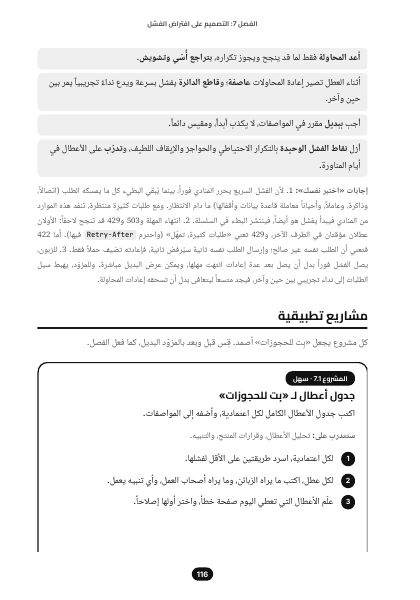 الفصل 7: التصميم على افتراض الفشل
أعد المحاولة فقط لما قد ينجح ويجوز تكراره، بتراجع أُسّي وتشويش.
أثناء العطل تصير إعادة المحاولات عاصفة؛ وقاطع الدائرة يفشل بسرعة ويدع نداءً تجريبياً يمر بين
حين وآخر.
أجب ببديل مقرر في المواصفات، لا يكذب أبداً، ومقيس دائماً.
أزل نقاط الفشل الوحيدة بالتكرار الاحتياطي والحواجز والإيقاف اللطيف، وتدرّب على الأعطال في
أيام المناورة.
إجابات «اختبر نفسك»: 1. لأن الفشل السريع يحرر المنادي فوراً، بينما يُبقي البطيء كل ما يمسكه الطلب (اتصالاً،
وذاكرة، وعاملاً، وأحياناً معاملة قاعدة بيانات وأقفالها) ما دام الانتظار. ومع طلبات كثيرة منتظرة، تنفد هذه الموارد
من المنادي فيبدأ يفشل هو أيضاً، فينتشر البطء في السلسلة. 2. انتهاء المهلة و503 و429 قد تنجح لاحقاً: الأولان
عطلان مؤقتان في الطرف الآخر، و429 تعني «طلبات كثيرة، تمهّل» (واحترم Retry-After فيها). أما 422
فتعني أن الطلب نفسه غير صالح؛ وإرسال الطلب نفسه ثانية سيُرفض ثانية، فإعادته تضيف حملاً فقط. 3. للزبون،
يصل الفشل فوراً بدل أن يصل بعد عدة إعادات انتهت مهلها، ويمكن عرض البديل مباشرة. وللمزوّد، يهبط سيل
الطلبات إلى نداء تجريبي بين حين وآخر، فيجد متسعاً ليتعافى بدل أن تسحقه إعادات المحاولة.
مشاريع تطبيقية
كل مشروع يجعل «بِت للحجوزات» أصمد. قِس قبل وبعد بالمزوّد البديل، كما فعل الفصل.
المشروع 7.1 · سهل
جدول أعطال لـ «بِت للحجوزات»
اكتب جدول الأعطال الكامل لكل اعتمادية، وأضفه إلى المواصفات.
ستتدرب على: تحليل الأعطال، وقرارات المنتج، والتنبيه.
1 لكل اعتمادية، اسرد طريقتين على الأقل لفشلها.
2 لكل عطل، اكتب ما يراه الزبائن، وما يراه أصحاب العمل، وأي تنبيه يعمل.
3 علّم الأعطال التي تعطي اليوم صفحة خطأ، واختر أولها إصلاحاً.
116